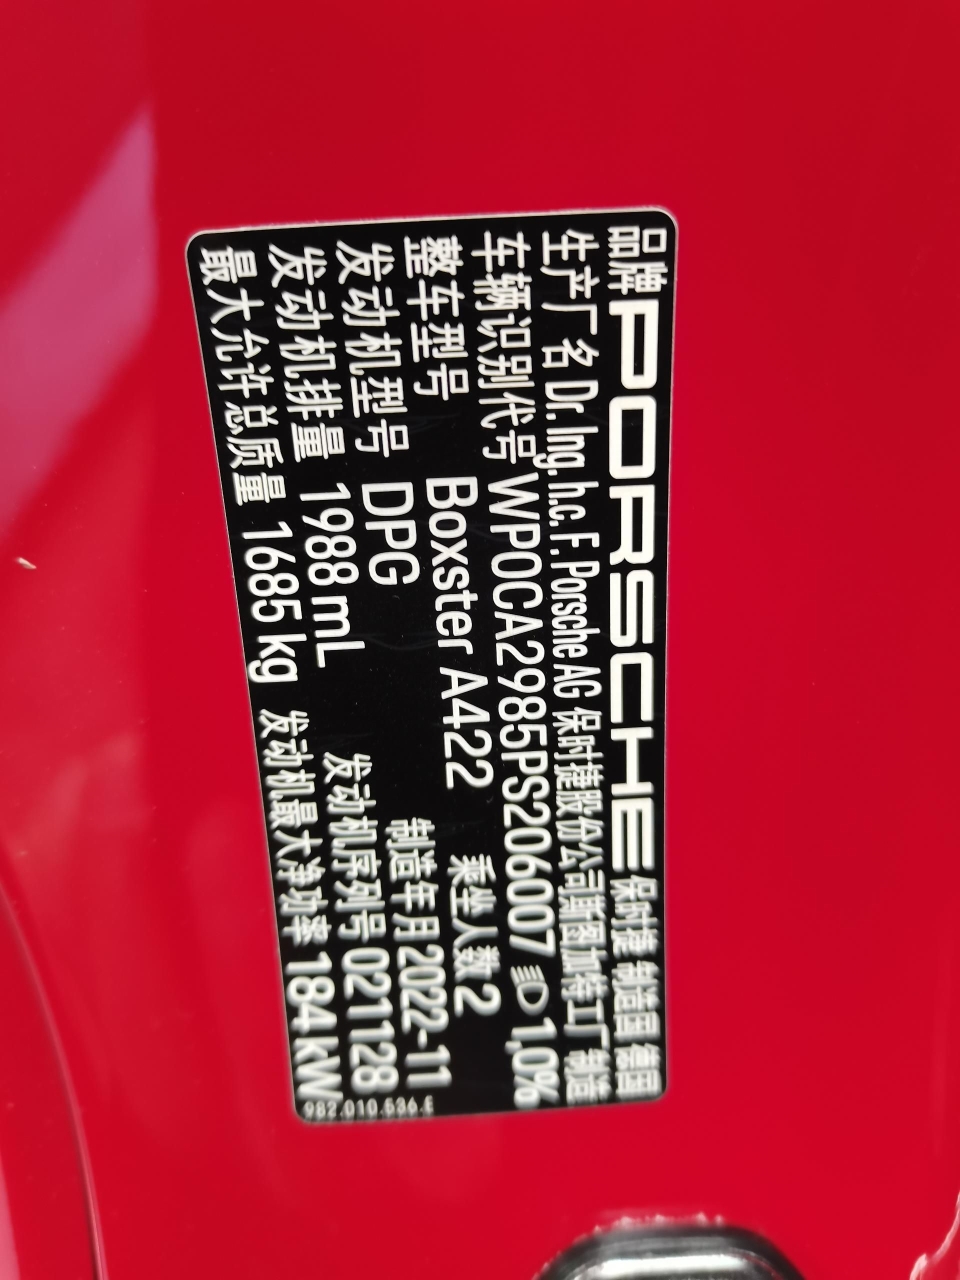 品牌 PORSCHE 保时捷 制造国 德国
生产厂名 Dr. Ing. h.c. F. Porsche AG 保时捷股份公司斯图加特工厂 制造
车辆识别代号 WP0CA2985PS206007 1,0%
整车型号 Boxster A422 乘坐人数 2
发动机型号 DPG 制造年月 2022-11
发动机排量 1988 mL 发动机序列号 021128
最大允许总质量 1685 kg 发动机最大净功率 184 kW
982.010.536.E